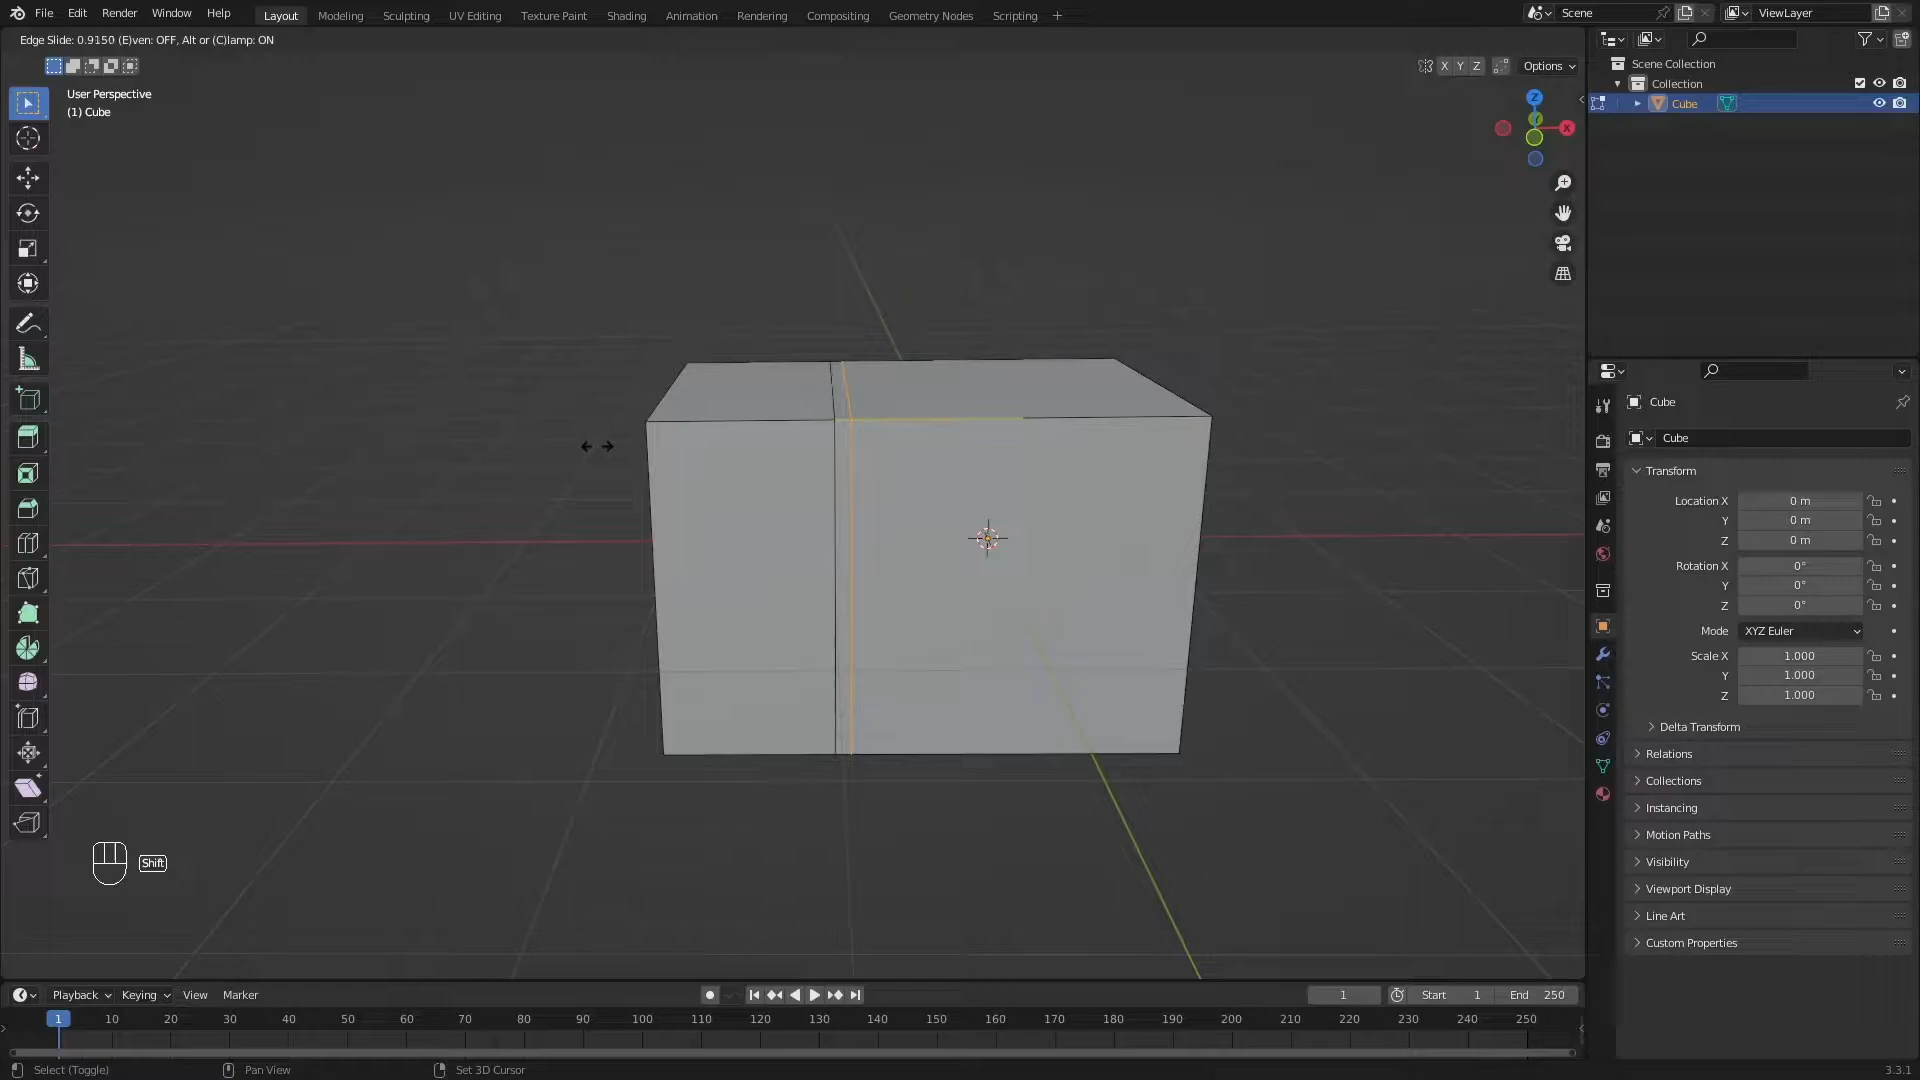 File Edit Render Window Help Layout Modeling Sculpting UV Editing Texture Paint Shading Animation Rendering Compositing Geometry Nodes Scripting + Scene ViewLayer
Edge Slide: 0.9150 (E)ven: OFF, Alt or (C)lamp: ON
X Y Z Options
User Perspective
(1) Cube
Scene Collection
Collection
Cube
Z
X
Cube
Cube
Transform
Location X 0 m
Y 0 m
Z 0 m
Rotation X 0°
Y 0°
Z 0°
Mode XYZ Euler
Scale X 1.000
Y 1.000
Z 1.000
Delta Transform
Relations
Collections
Instancing
Motion Paths
Visibility
Viewport Display
Line Art
Custom Properties
Shift
Playback Keying View Marker 1 Start 1 End 250
1 10 20 30 40 50 60 70 80 90 100 110 120 130 140 150 160 170 180 190 200 210 220 230 240 250
Select (Toggle) Pan View Set 3D Cursor 3.3.1